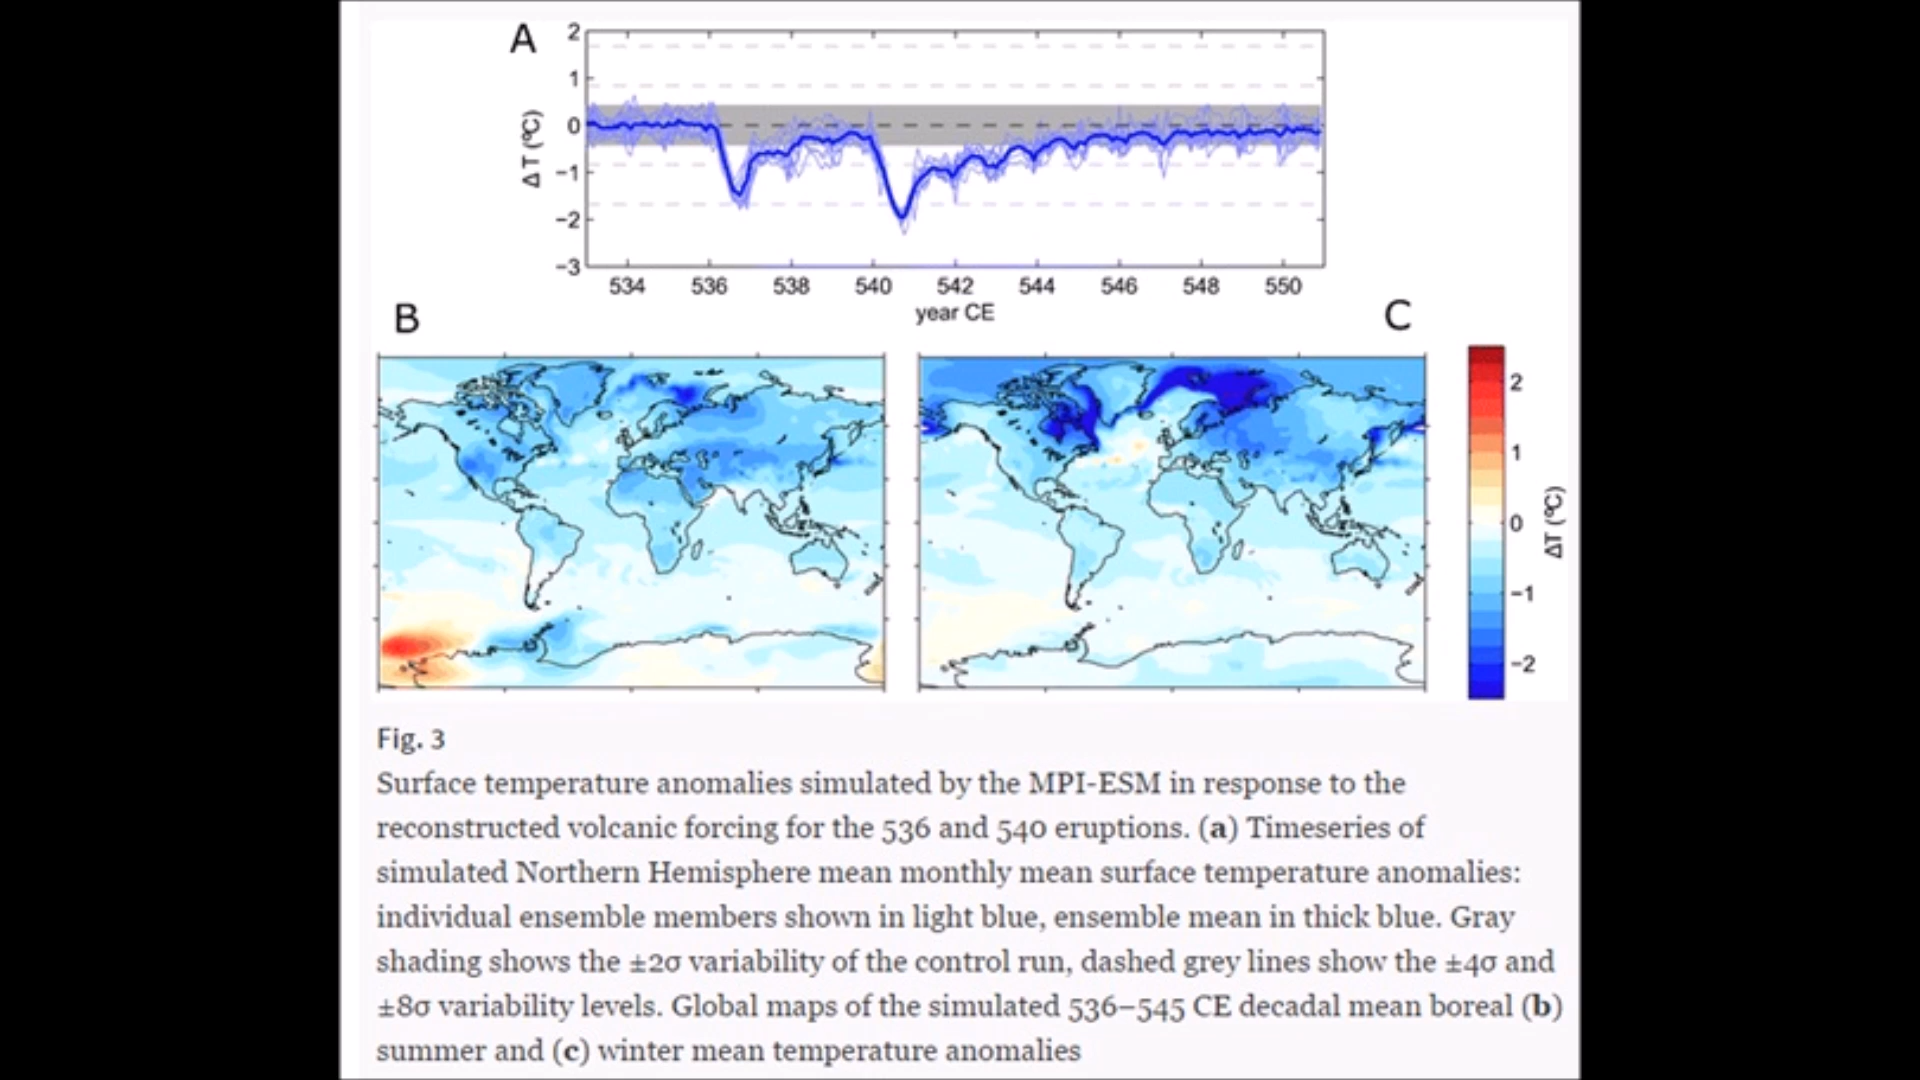 A
2
1
0
−1
−2
−3
Δ T (ºC)
534 536 538 540 542 544 546 548 550
year CE
B
C
2
1
0
−1
−2
ΔT (ºC)
Fig. 3
Surface temperature anomalies simulated by the MPI-ESM in response to the
reconstructed volcanic forcing for the 536 and 540 eruptions. (a) Timeseries of
simulated Northern Hemisphere mean monthly mean surface temperature anomalies:
individual ensemble members shown in light blue, ensemble mean in thick blue. Gray
shading shows the ±2σ variability of the control run, dashed grey lines show the ±4σ and
±8σ variability levels. Global maps of the simulated 536–545 CE decadal mean boreal (b)
summer and (c) winter mean temperature anomalies